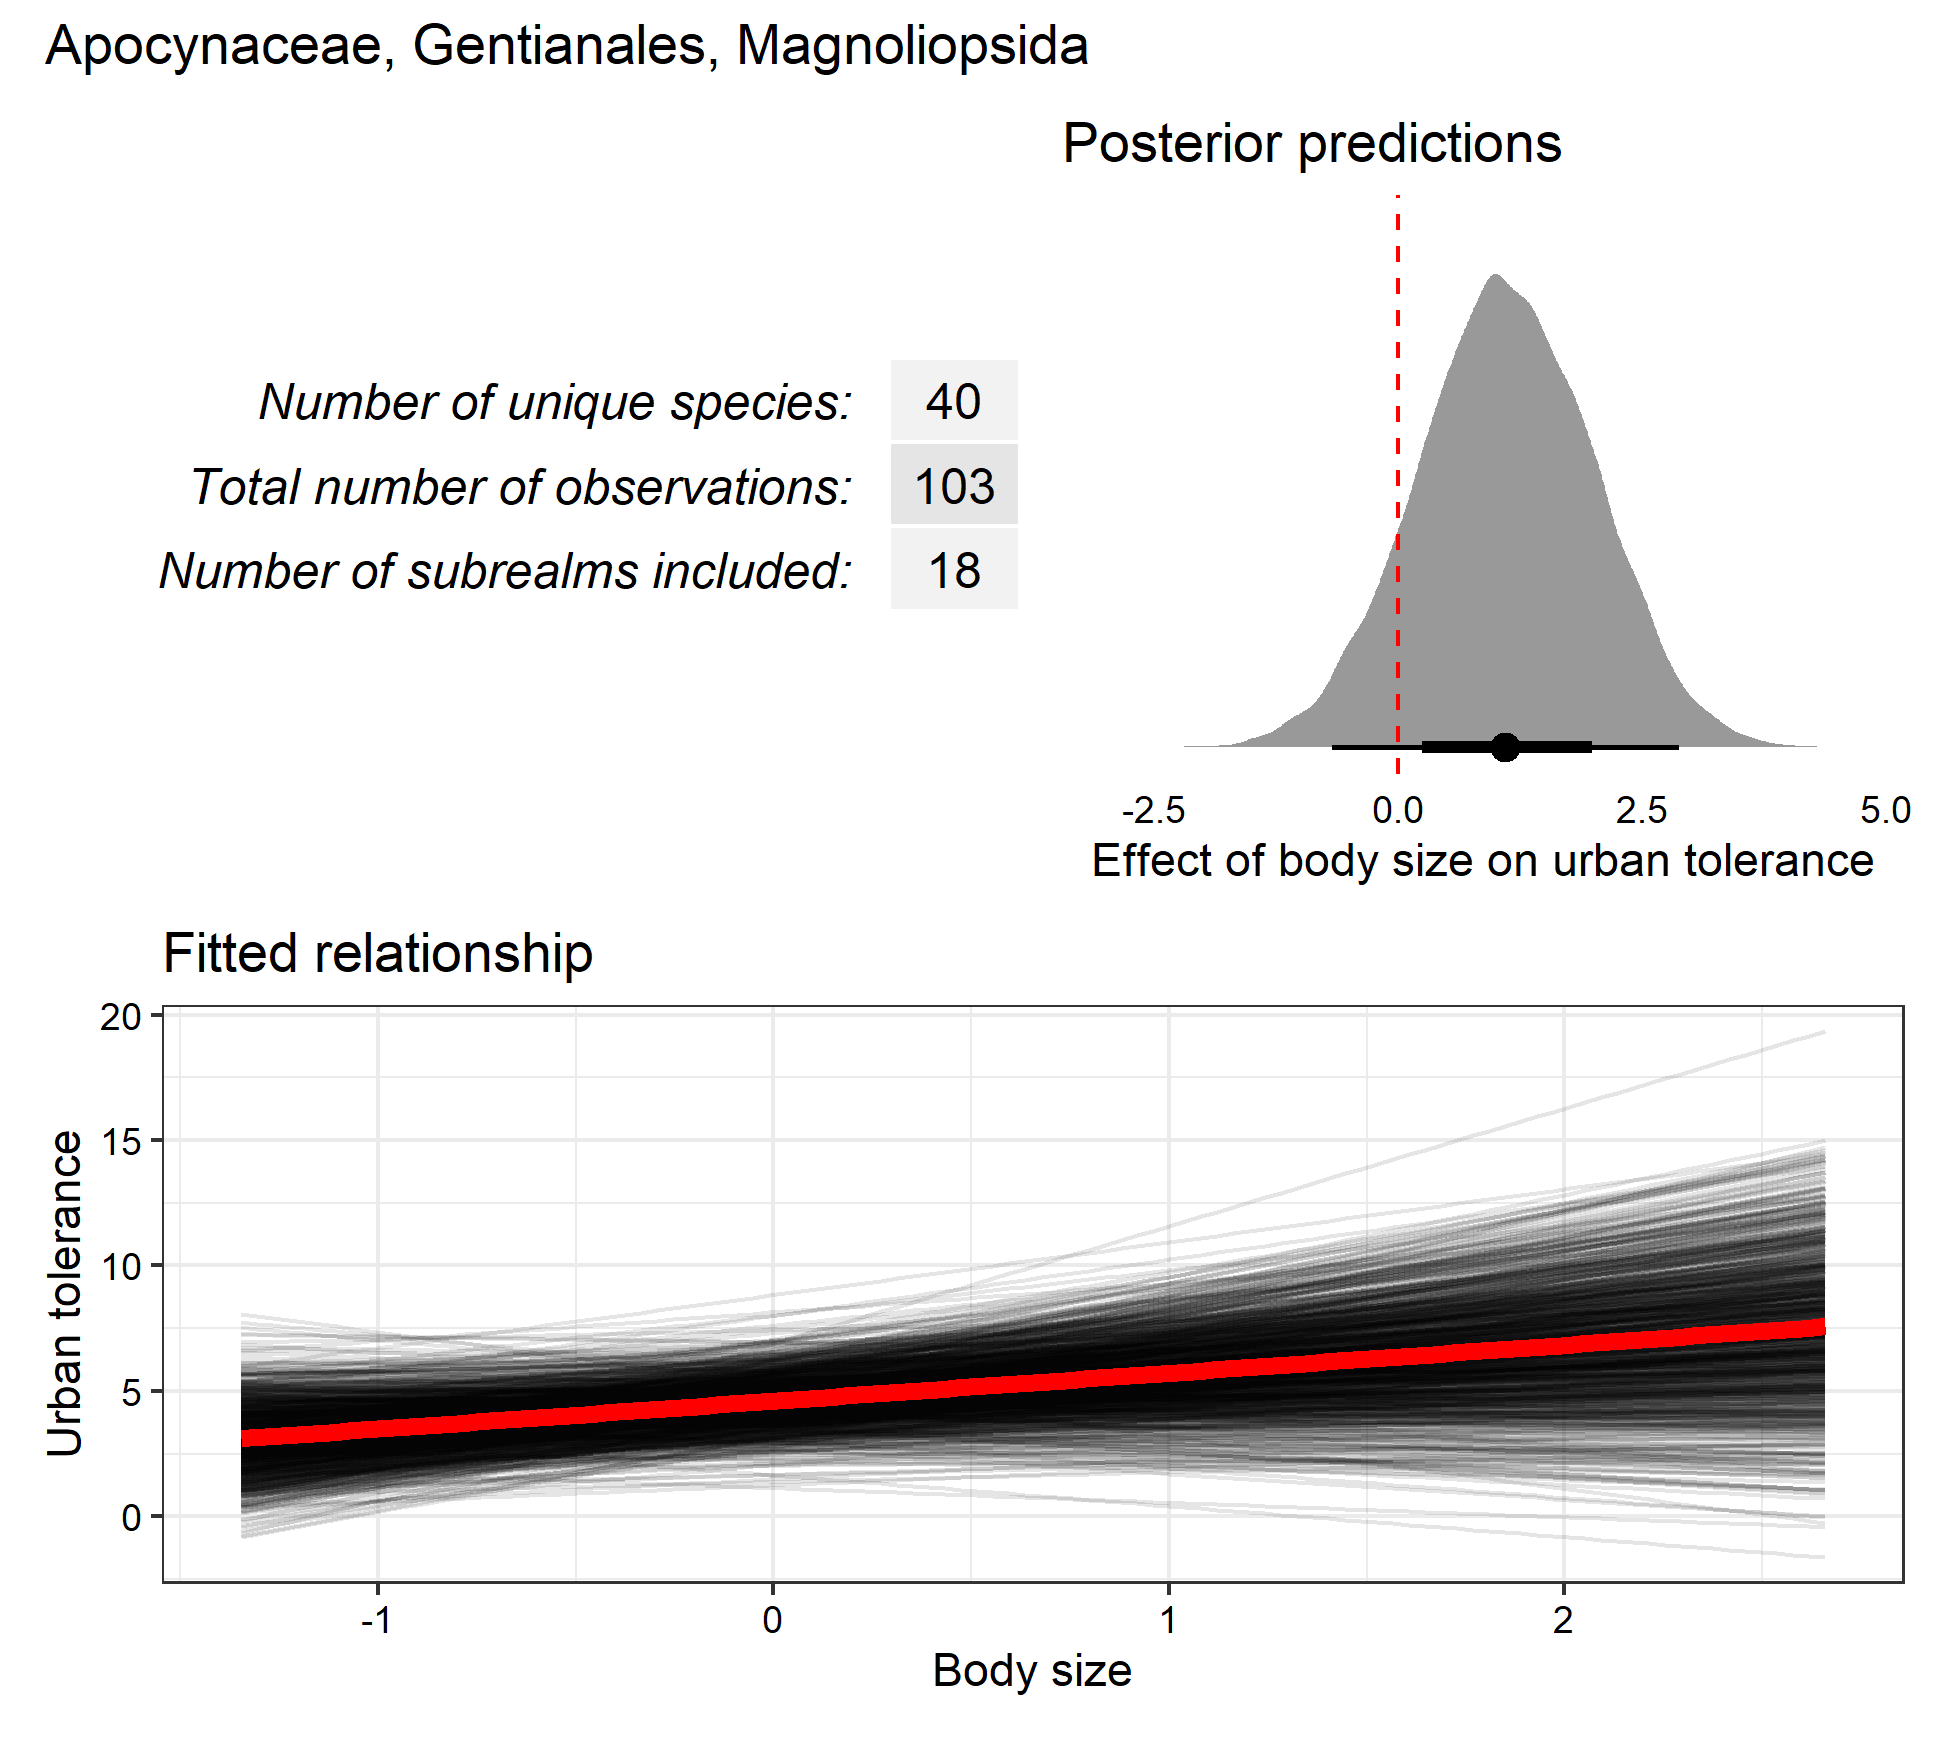 Apocynaceae, Gentianales, Magnoliopsida
Posterior predictions
Number of unique species: 40
Total number of observations: 103
Number of subrealms included: 18
-2.5 0.0 2.5 5.0
Effect of body size on urban tolerance
Fitted relationship
20
15
10
5
0
Urban tolerance
-1 0 1 2
Body size